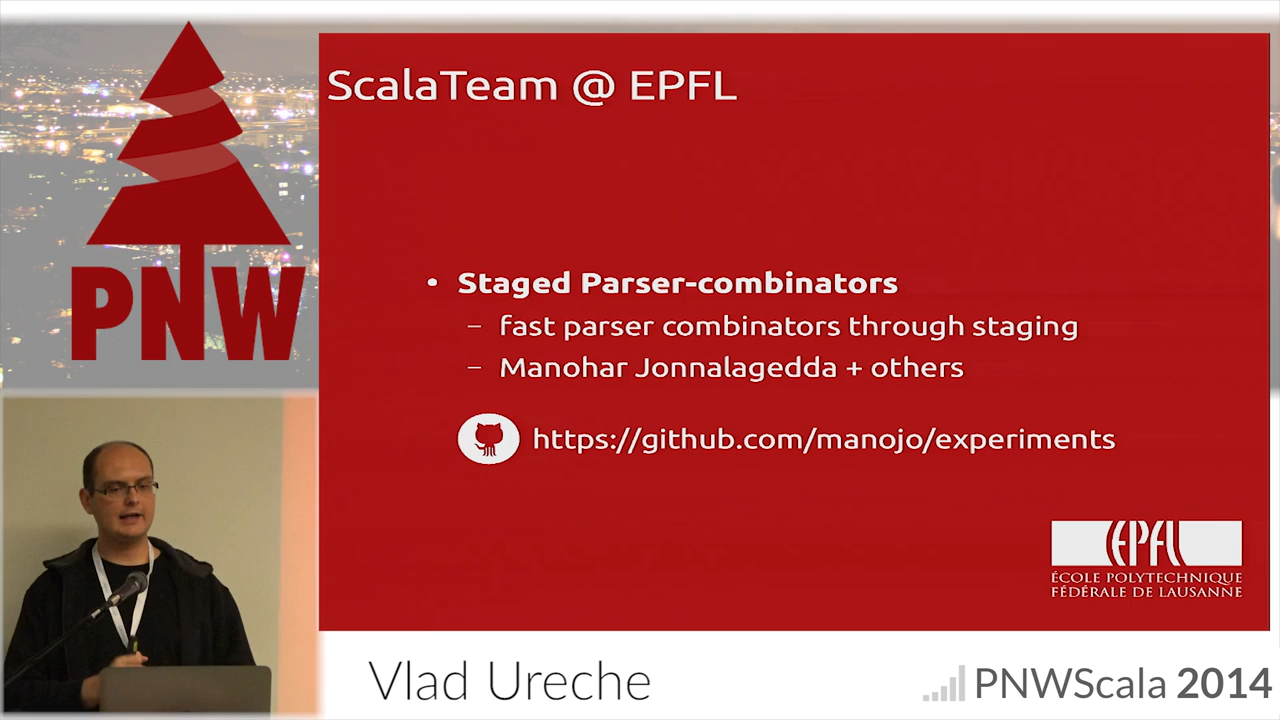 PNW
ScalaTeam @ EPFL
• Staged Parser-combinators
– fast parser combinators through staging
– Manohar Jonnalagedda + others
https://github.com/manojo/experiments
EPFL
ÉCOLE POLYTECHNIQUE
FÉDÉRALE DE LAUSANNE
Vlad Ureche
PNWScala 2014